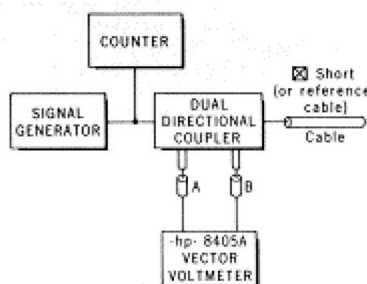 COUNTER
SIGNAL
GENERATOR
DUAL
DIRECTIONAL
COUPLER
Short
(or reference
cable)
Cable
A
B
-hp- 8405A
VECTOR
VOLTMETER